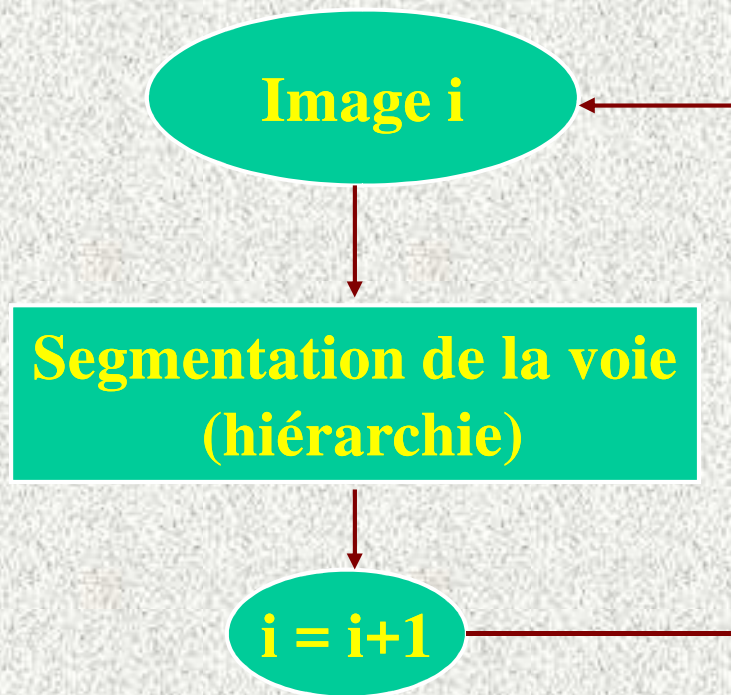 Image i
Segmentation de la voie
(hiérarchie)
i = i+1